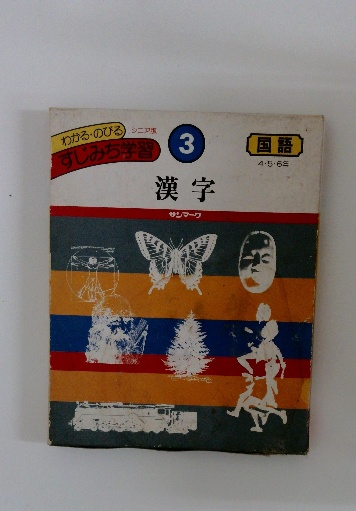 わかる・のびる
シニア版
すじみち学習
3
国語
4・5・6年
漢字
サンマーク